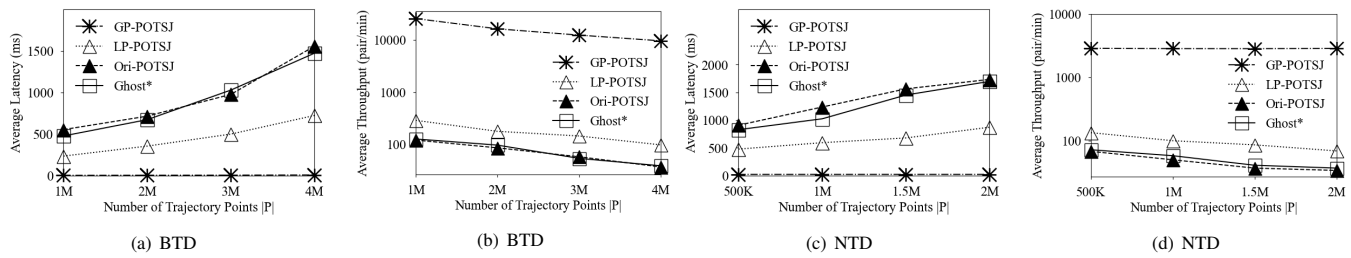 Average Latency (ms)
1500
1000
500
0
GP-POTSJ
LP-POTSJ
Ori-POTSJ
Ghost*
1M 2M 3M 4M
Number of Trajectory Points |P|
(a) BTD
Average Throughput (pair/min)
10000
100
GP-POTSJ
LP-POTSJ
Ori-POTSJ
Ghost*
1M 2M 3M 4M
Number of Trajectory Points |P|
(b) BTD
Average Latency (ms)
2000
1500
1000
500
0
GP-POTSJ
LP-POTSJ
Ori-POTSJ
Ghost*
500K 1M 1.5M 2M
Number of Trajectory Points |P|
(c) NTD
Average Throughput (pair/min)
10000
1000
100
GP-POTSJ
LP-POTSJ
Ori-POTSJ
Ghost*
500K 1M 1.5M 2M
Number of Trajectory Points |P|
(d) NTD